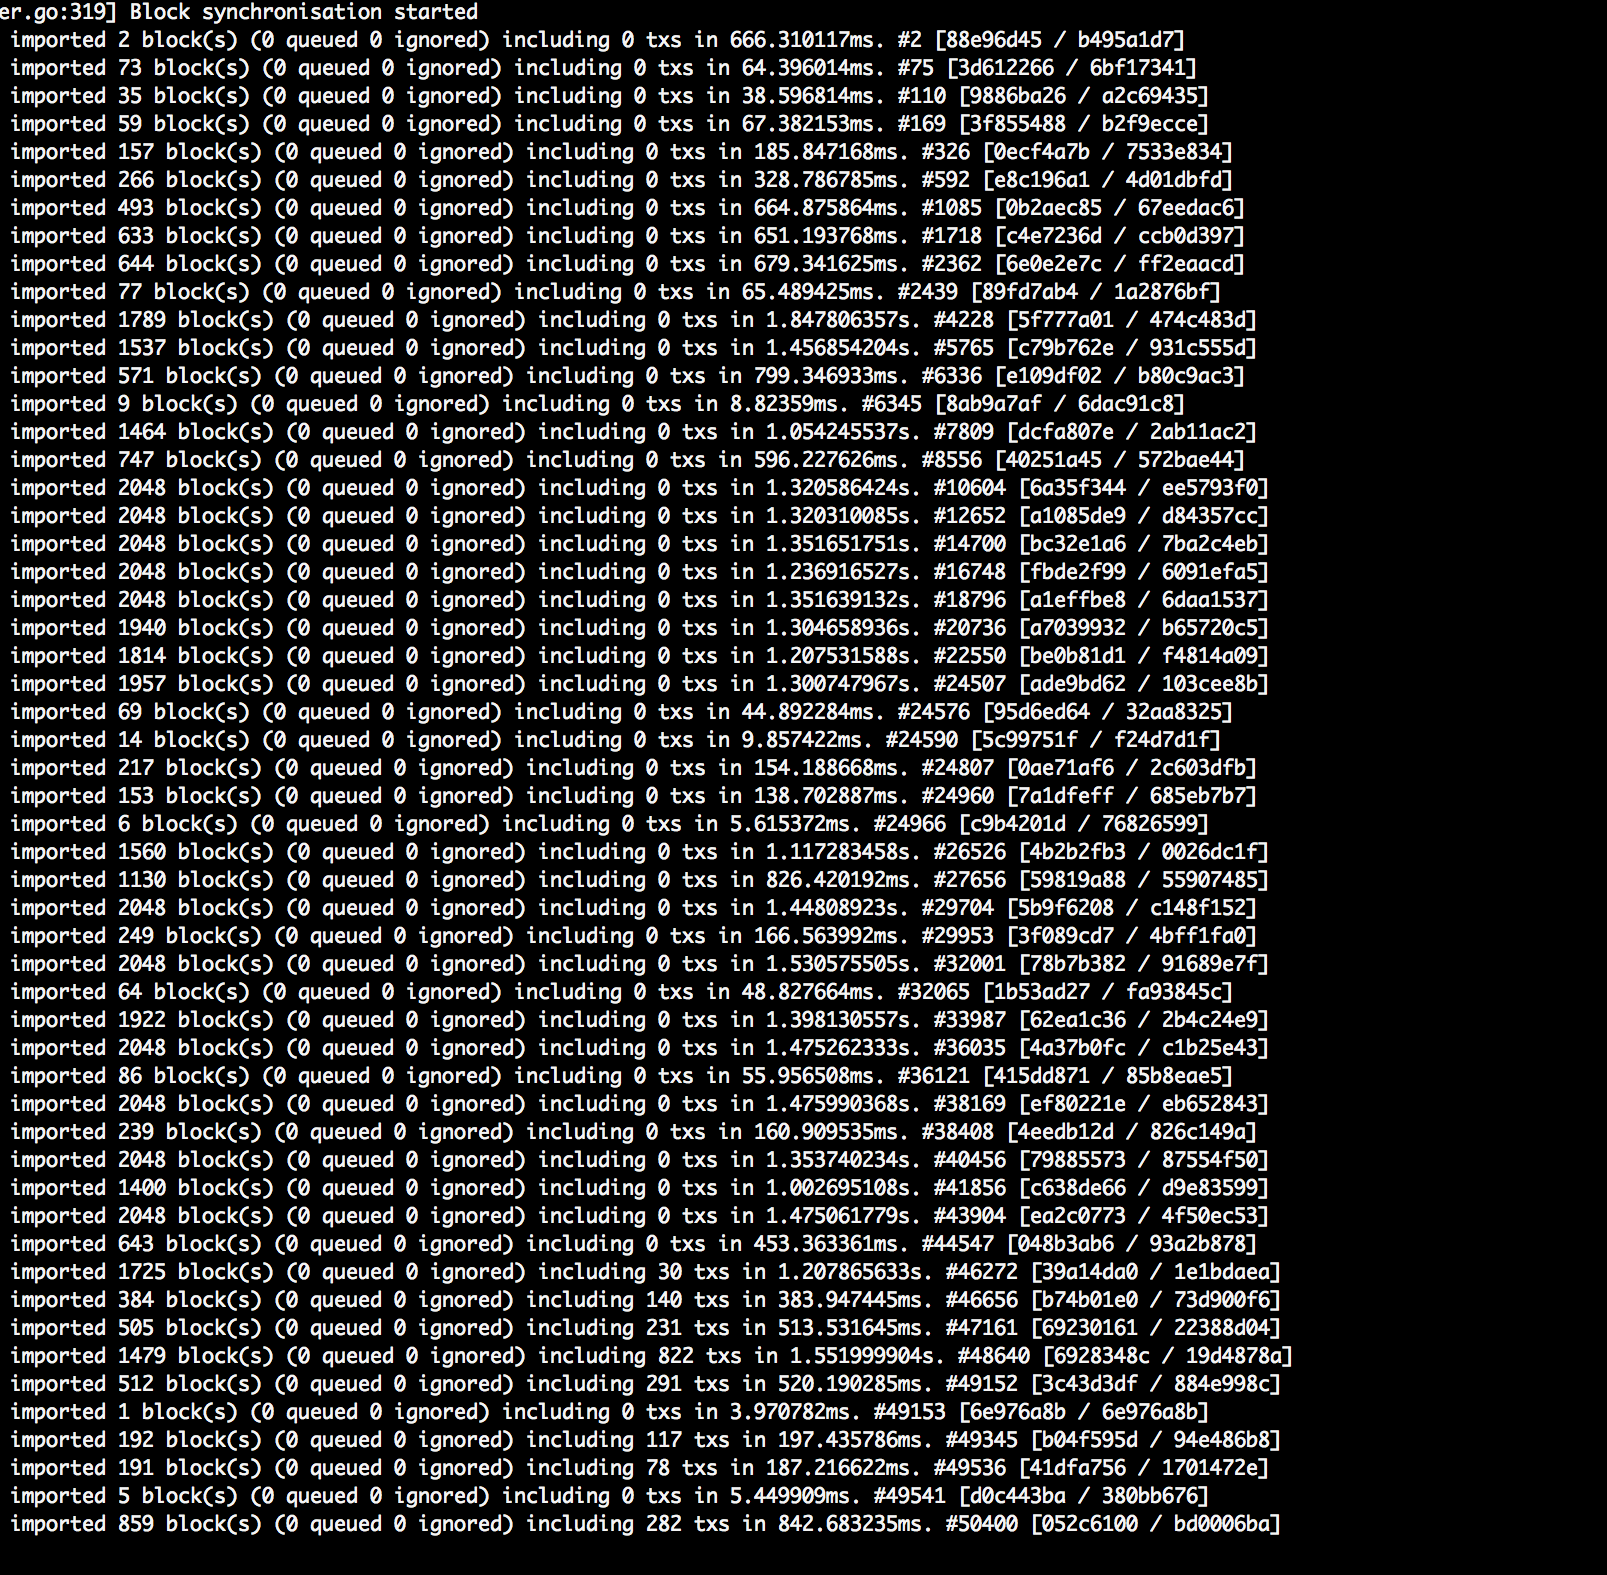 er.go:319] Block synchronisation started
imported 2 block(s) (0 queued 0 ignored) including 0 txs in 666.310117ms. #2 [88e96d45 / b495a1d7]
imported 73 block(s) (0 queued 0 ignored) including 0 txs in 64.396014ms. #75 [3d612266 / 6bf17341]
imported 35 block(s) (0 queued 0 ignored) including 0 txs in 38.596814ms. #110 [9886ba26 / a2c69435]
imported 59 block(s) (0 queued 0 ignored) including 0 txs in 67.382153ms. #169 [3f855488 / b2f9ecce]
imported 157 block(s) (0 queued 0 ignored) including 0 txs in 185.847168ms. #326 [0ecf4a7b / 7533e834]
imported 266 block(s) (0 queued 0 ignored) including 0 txs in 328.786785ms. #592 [e8c196a1 / 4d01dbfd]
imported 493 block(s) (0 queued 0 ignored) including 0 txs in 664.875864ms. #1085 [0b2aec85 / 67eedac6]
imported 633 block(s) (0 queued 0 ignored) including 0 txs in 651.193768ms. #1718 [c4e7236d / ccb0d397]
imported 644 block(s) (0 queued 0 ignored) including 0 txs in 679.341625ms. #2362 [6e0e2e7c / ff2eaacd]
imported 77 block(s) (0 queued 0 ignored) including 0 txs in 65.489425ms. #2439 [89fd7ab4 / 1a2876bf]
imported 1789 block(s) (0 queued 0 ignored) including 0 txs in 1.847806357s. #4228 [5f777a01 / 474c483d]
imported 1537 block(s) (0 queued 0 ignored) including 0 txs in 1.456854204s. #5765 [c79b762e / 931c555d]
imported 571 block(s) (0 queued 0 ignored) including 0 txs in 799.346933ms. #6336 [e109df02 / b80c9ac3]
imported 9 block(s) (0 queued 0 ignored) including 0 txs in 8.82359ms. #6345 [8ab9a7af / 6dac91c8]
imported 1464 block(s) (0 queued 0 ignored) including 0 txs in 1.054245537s. #7809 [dcfa807e / 2ab11ac2]
imported 747 block(s) (0 queued 0 ignored) including 0 txs in 596.227626ms. #8556 [40251a45 / 572bae44]
imported 2048 block(s) (0 queued 0 ignored) including 0 txs in 1.320586424s. #10604 [6a35f344 / ee5793f0]
imported 2048 block(s) (0 queued 0 ignored) including 0 txs in 1.320310085s. #12652 [a1085de9 / d84357cc]
imported 2048 block(s) (0 queued 0 ignored) including 0 txs in 1.351651751s. #14700 [bc32e1a6 / 7ba2c4eb]
imported 2048 block(s) (0 queued 0 ignored) including 0 txs in 1.236916527s. #16748 [fbde2f99 / 6091efa5]
imported 2048 block(s) (0 queued 0 ignored) including 0 txs in 1.351639132s. #18796 [a1effbe8 / 6daa1537]
imported 1940 block(s) (0 queued 0 ignored) including 0 txs in 1.304658936s. #20736 [a7039932 / b65720c5]
imported 1814 block(s) (0 queued 0 ignored) including 0 txs in 1.207531588s. #22550 [be0b81d1 / f4814a09]
imported 1957 block(s) (0 queued 0 ignored) including 0 txs in 1.300747967s. #24507 [ade9bd62 / 103cee8b]
imported 69 block(s) (0 queued 0 ignored) including 0 txs in 44.892284ms. #24576 [95d6ed64 / 32aa8325]
imported 14 block(s) (0 queued 0 ignored) including 0 txs in 9.857422ms. #24590 [5c99751f / f24d7d1f]
imported 217 block(s) (0 queued 0 ignored) including 0 txs in 154.188668ms. #24807 [0ae71af6 / 2c603dfb]
imported 153 block(s) (0 queued 0 ignored) including 0 txs in 138.702887ms. #24960 [7a1dfeff / 685eb7b7]
imported 6 block(s) (0 queued 0 ignored) including 0 txs in 5.615372ms. #24966 [c9b4201d / 76826599]
imported 1560 block(s) (0 queued 0 ignored) including 0 txs in 1.117283458s. #26526 [4b2b2fb3 / 0026dc1f]
imported 1130 block(s) (0 queued 0 ignored) including 0 txs in 826.420192ms. #27656 [59819a88 / 55907485]
imported 2048 block(s) (0 queued 0 ignored) including 0 txs in 1.44808923s. #29704 [5b9f6208 / c148f152]
imported 249 block(s) (0 queued 0 ignored) including 0 txs in 166.563992ms. #29953 [3f089cd7 / 4bff1fa0]
imported 2048 block(s) (0 queued 0 ignored) including 0 txs in 1.530575505s. #32001 [78b7b382 / 91689e7f]
imported 64 block(s) (0 queued 0 ignored) including 0 txs in 48.827664ms. #32065 [1b53ad27 / fa93845c]
imported 1922 block(s) (0 queued 0 ignored) including 0 txs in 1.398130557s. #33987 [62ea1c36 / 2b4c24e9]
imported 2048 block(s) (0 queued 0 ignored) including 0 txs in 1.475262333s. #36035 [4a37b0fc / c1b25e43]
imported 86 block(s) (0 queued 0 ignored) including 0 txs in 55.956508ms. #36121 [415dd871 / 85b8eae5]
imported 2048 block(s) (0 queued 0 ignored) including 0 txs in 1.475990368s. #38169 [ef80221e / eb652843]
imported 239 block(s) (0 queued 0 ignored) including 0 txs in 160.909535ms. #38408 [4eedb12d / 826c149a]
imported 2048 block(s) (0 queued 0 ignored) including 0 txs in 1.353740234s. #40456 [79885573 / 87554f50]
imported 1400 block(s) (0 queued 0 ignored) including 0 txs in 1.002695108s. #41856 [c638de66 / d9e83599]
imported 2048 block(s) (0 queued 0 ignored) including 0 txs in 1.475061779s. #43904 [ea2c0773 / 4f50ec53]
imported 643 block(s) (0 queued 0 ignored) including 0 txs in 453.363361ms. #44547 [048b3ab6 / 93a2b878]
imported 1725 block(s) (0 queued 0 ignored) including 30 txs in 1.207865633s. #46272 [39a14da0 / 1e1bdaea]
imported 384 block(s) (0 queued 0 ignored) including 140 txs in 383.947445ms. #46656 [b74b01e0 / 73d900f6]
imported 505 block(s) (0 queued 0 ignored) including 231 txs in 513.531645ms. #47161 [69230161 / 22388d04]
imported 1479 block(s) (0 queued 0 ignored) including 822 txs in 1.551999904s. #48640 [6928348c / 19d4878a]
imported 512 block(s) (0 queued 0 ignored) including 291 txs in 520.190285ms. #49152 [3c43d3df / 884e998c]
imported 1 block(s) (0 queued 0 ignored) including 0 txs in 3.970782ms. #49153 [6e976a8b / 6e976a8b]
imported 192 block(s) (0 queued 0 ignored) including 117 txs in 197.435786ms. #49345 [b04f595d / 94e486b8]
imported 191 block(s) (0 queued 0 ignored) including 78 txs in 187.216622ms. #49536 [41dfa756 / 1701472e]
imported 5 block(s) (0 queued 0 ignored) including 0 txs in 5.449909ms. #49541 [d0c443ba / 380bb676]
imported 859 block(s) (0 queued 0 ignored) including 282 txs in 842.683235ms. #50400 [052c6100 / bd0006ba]